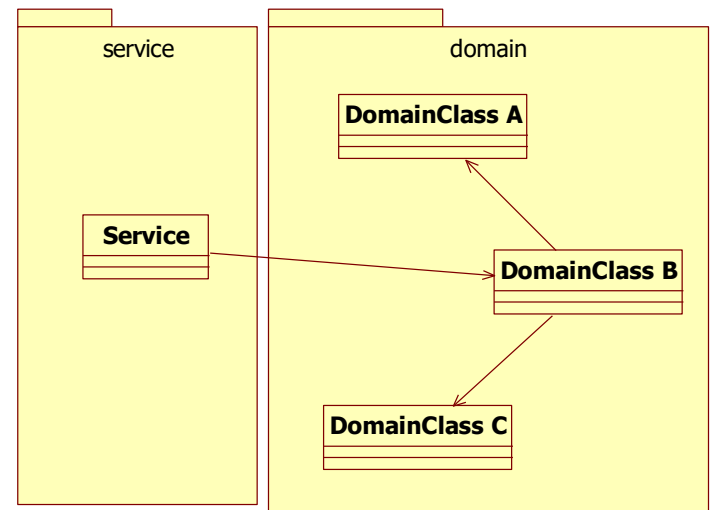 service
domain
DomainClass A
Service
DomainClass B
DomainClass C